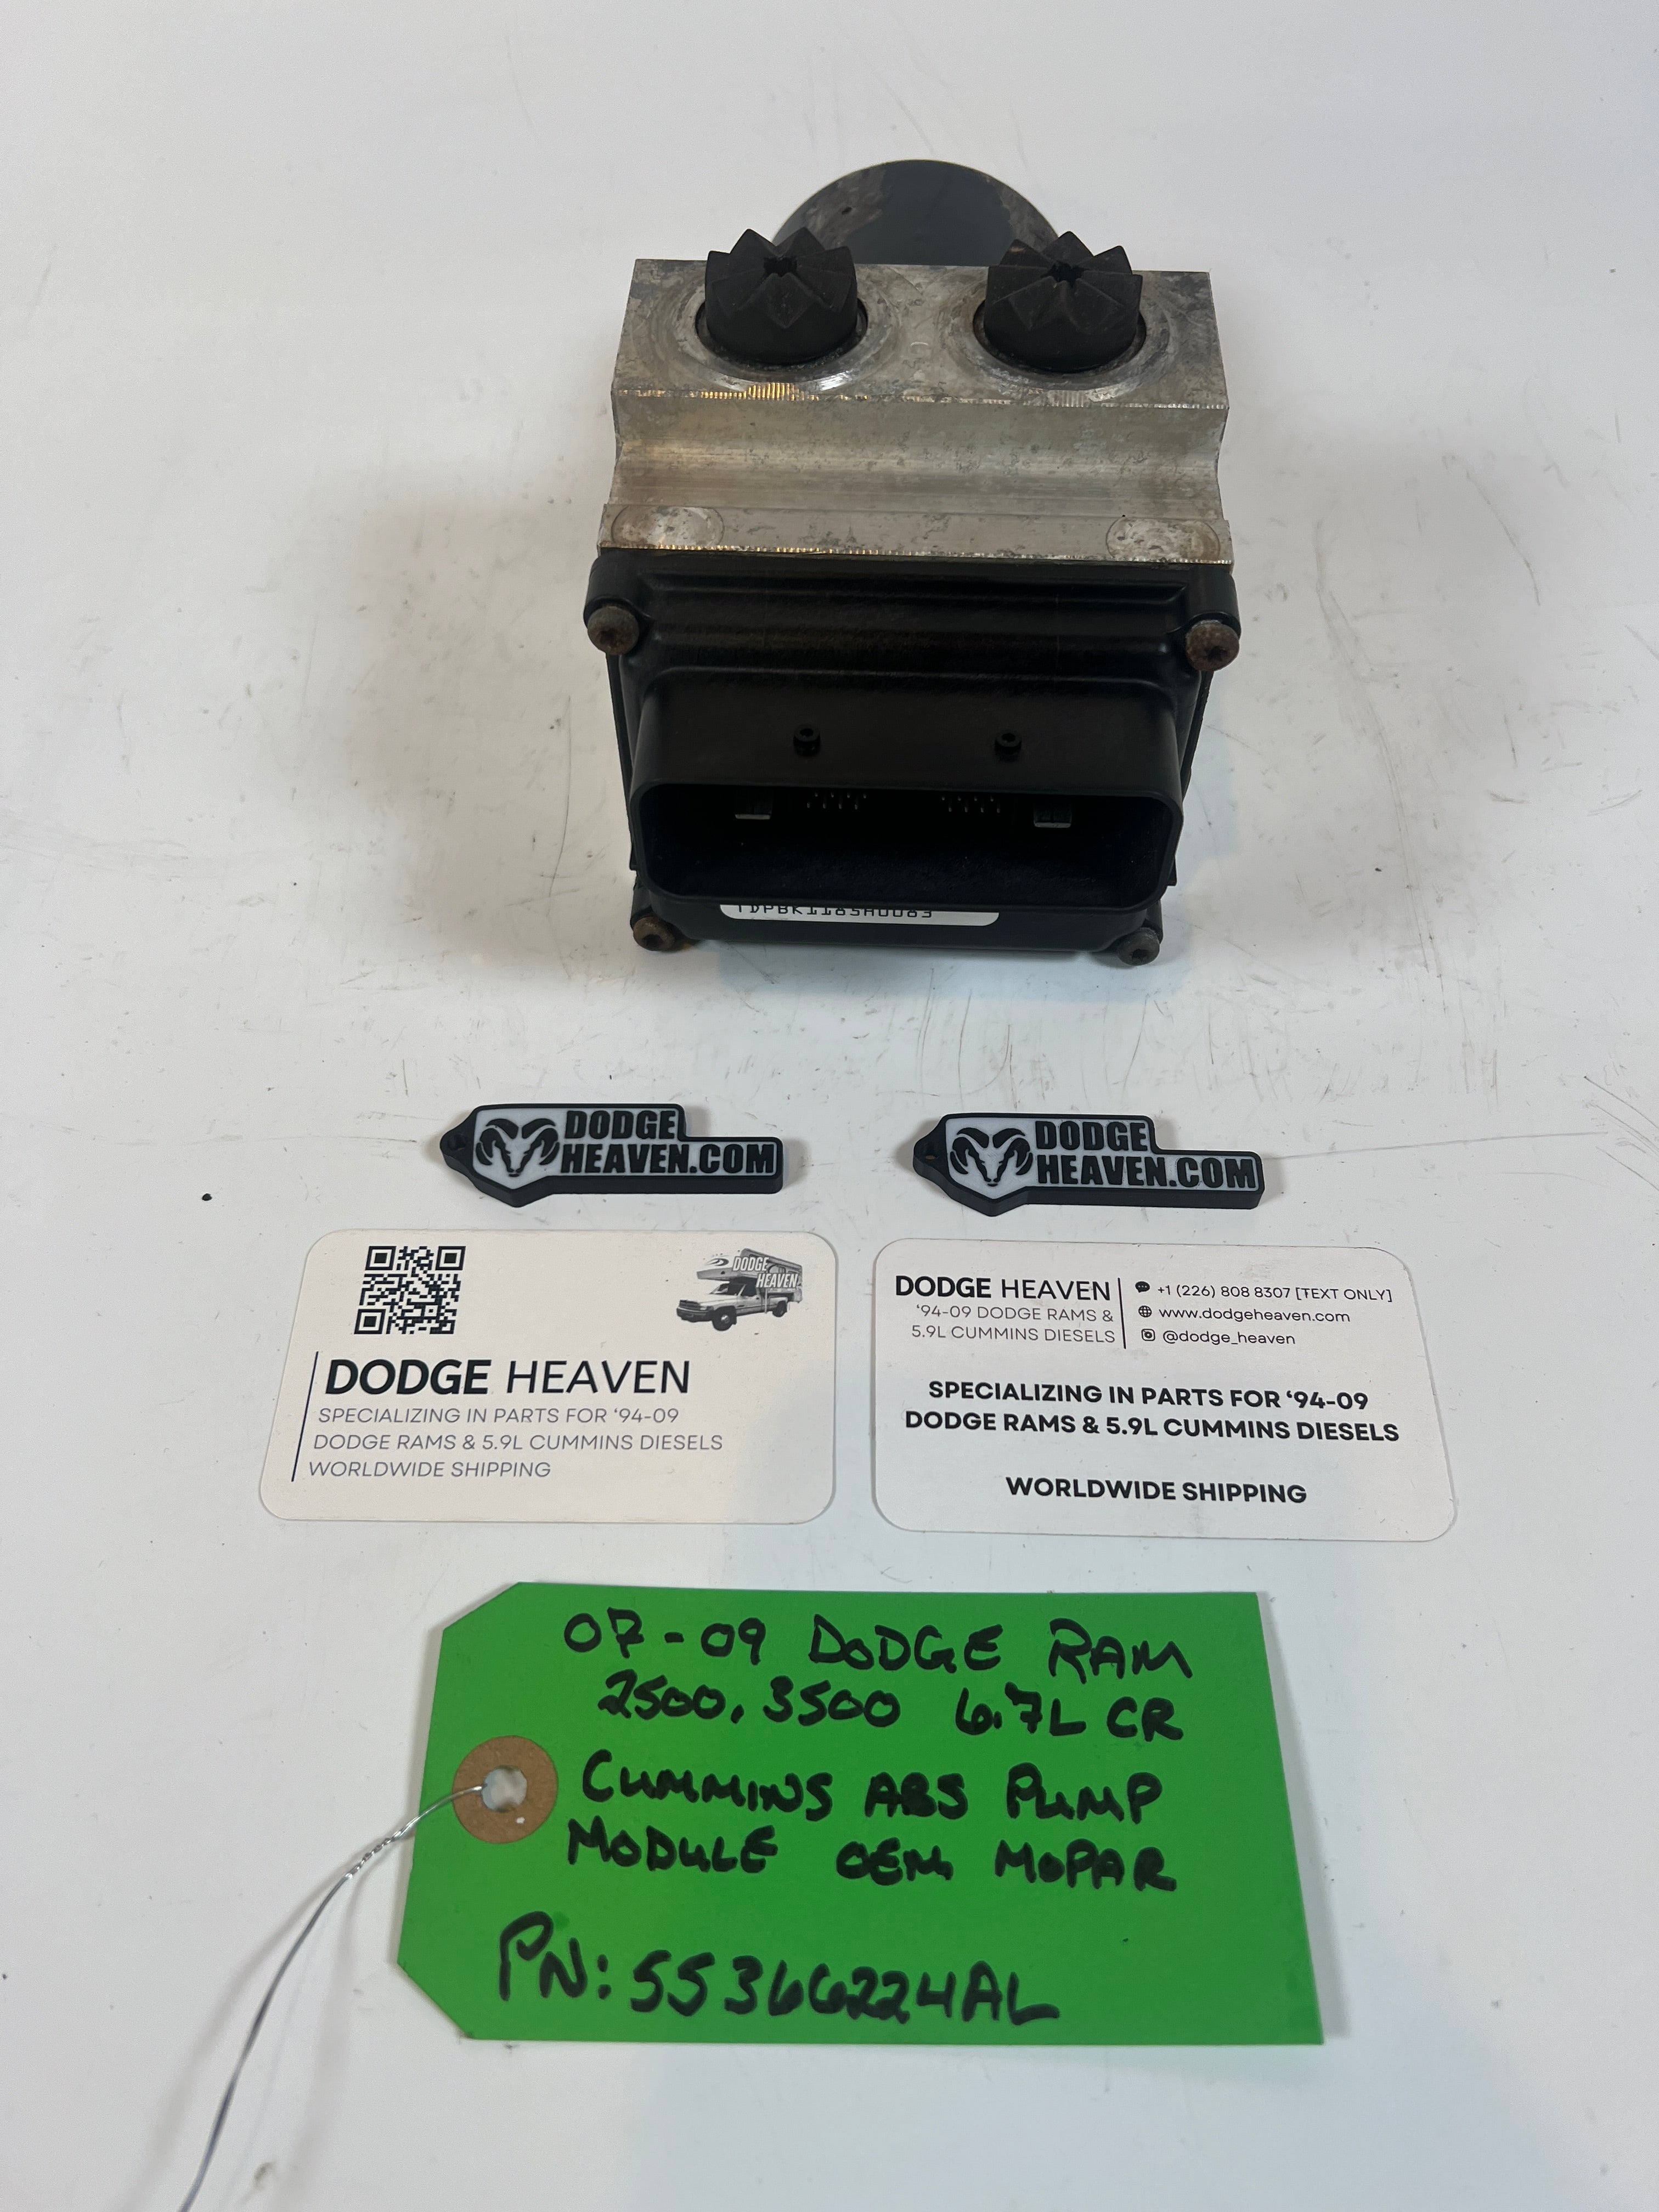 TDPBK1165A0083
DODGE
HEAVEN.COM
DODGE
HEAVEN.COM
DODGE
HEAVEN
DODGE HEAVEN
SPECIALIZING IN PARTS FOR ‘94-09
DODGE RAMS & 5.9L CUMMINS DIESELS
WORLDWIDE SHIPPING
DODGE HEAVEN
‘94-09 DODGE RAMS &
5.9L CUMMINS DIESELS
+1 (226) 808 8307 [TEXT ONLY]
www.dodgeheaven.com
@dodge_heaven
SPECIALIZING IN PARTS FOR ‘94-09
DODGE RAMS & 5.9L CUMMINS DIESELS
WORLDWIDE SHIPPING
07-09 DODGE RAM
2500, 3500 6.7L CR
CUMMINS ABS PUMP
MODULE OEM MOPAR
PN: 55366224AL